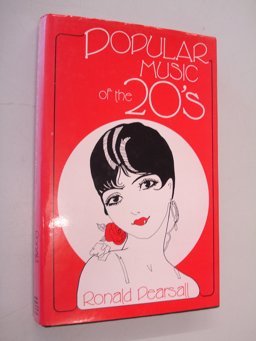 POPULAR
MUSIC
of the
20's
Ronald Pearsall